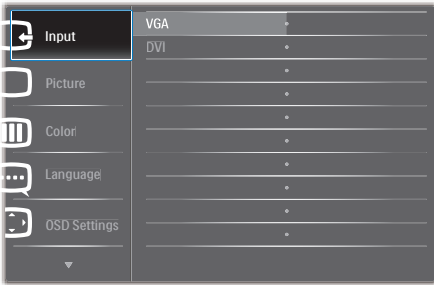 Input
VGA
DVI
Picture
Color
Language
OSD Settings